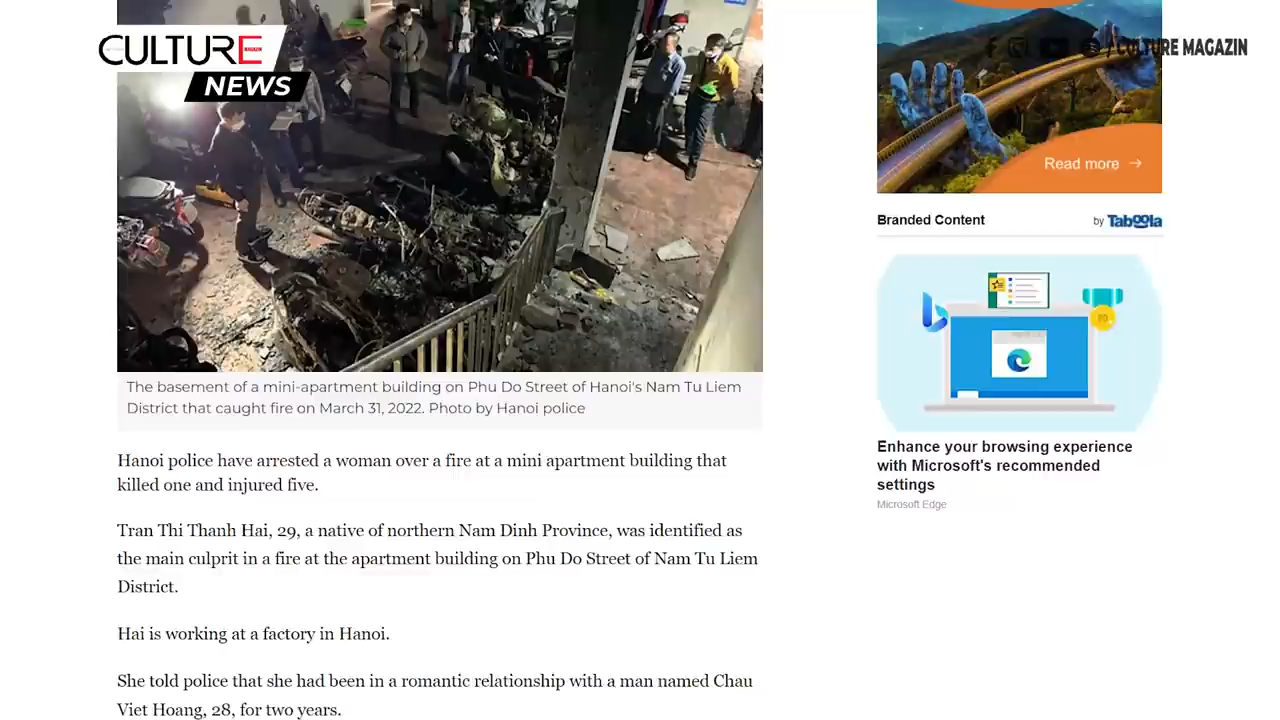 CULTURE
NEWS
/ CULTURE MAGAZIN
Read more →
Branded Content
by Taboola
Enhance your browsing experience
with Microsoft's recommended
settings
Microsoft Edge
The basement of a mini-apartment building on Phu Do Street of Hanoi's Nam Tu Liem
District that caught fire on March 31, 2022. Photo by Hanoi police
Hanoi police have arrested a woman over a fire at a mini apartment building that
killed one and injured five.
Tran Thi Thanh Hai, 29, a native of northern Nam Dinh Province, was identified as
the main culprit in a fire at the apartment building on Phu Do Street of Nam Tu Liem
District.
Hai is working at a factory in Hanoi.
She told police that she had been in a romantic relationship with a man named Chau
Viet Hoang, 28, for two years.